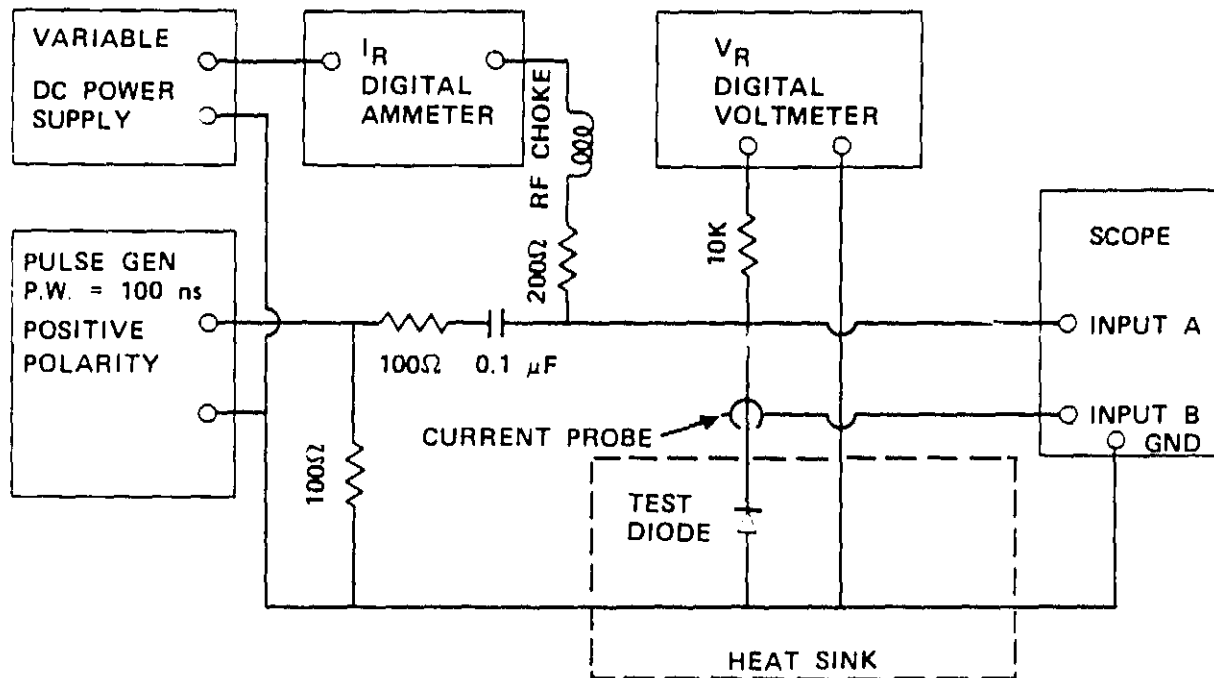 VARIABLE
DC POWER
SUPPLY
I_R
DIGITAL
AMMETER
RF CHOKE
200Ω
V_R
DIGITAL
VOLTMETER
10K
SCOPE
INPUT A
INPUT B
GND
PULSE GEN
P.W. = 100 ns
POSITIVE
POLARITY
100Ω
0.1 μF
100Ω
CURRENT PROBE
TEST
DIODE
HEAT SINK